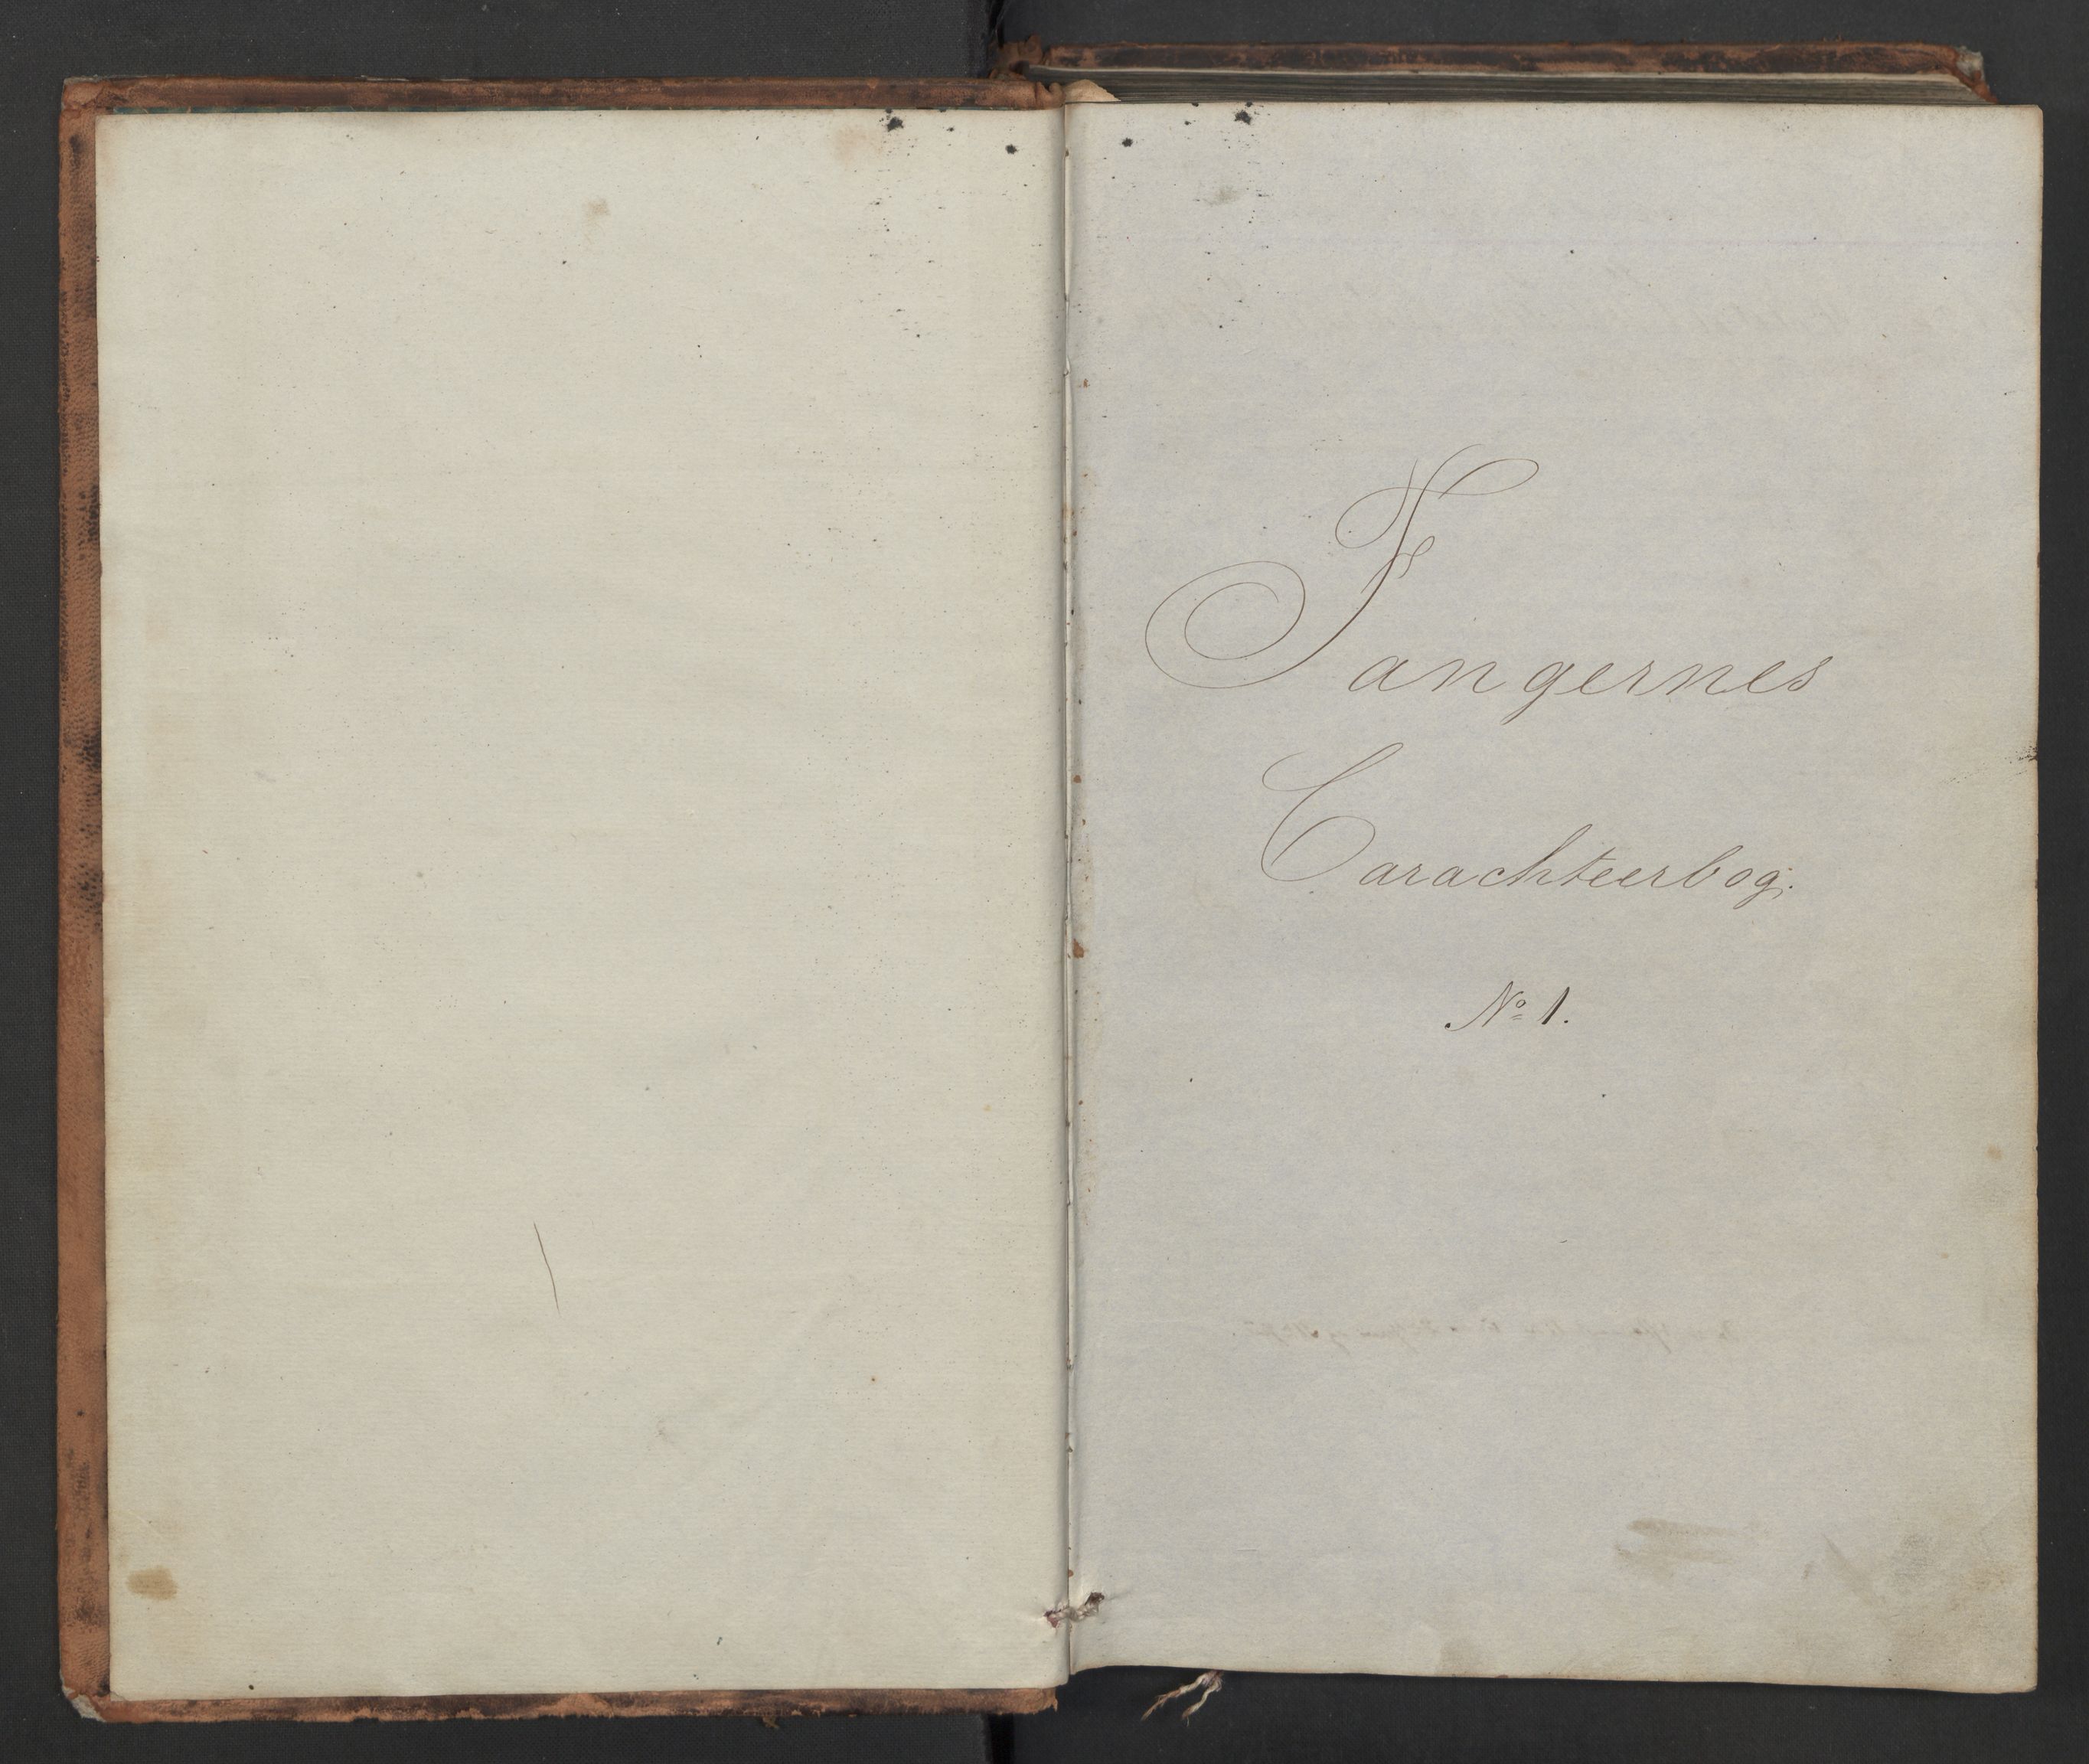 Fangernes
Carachteerbog.
No 1.